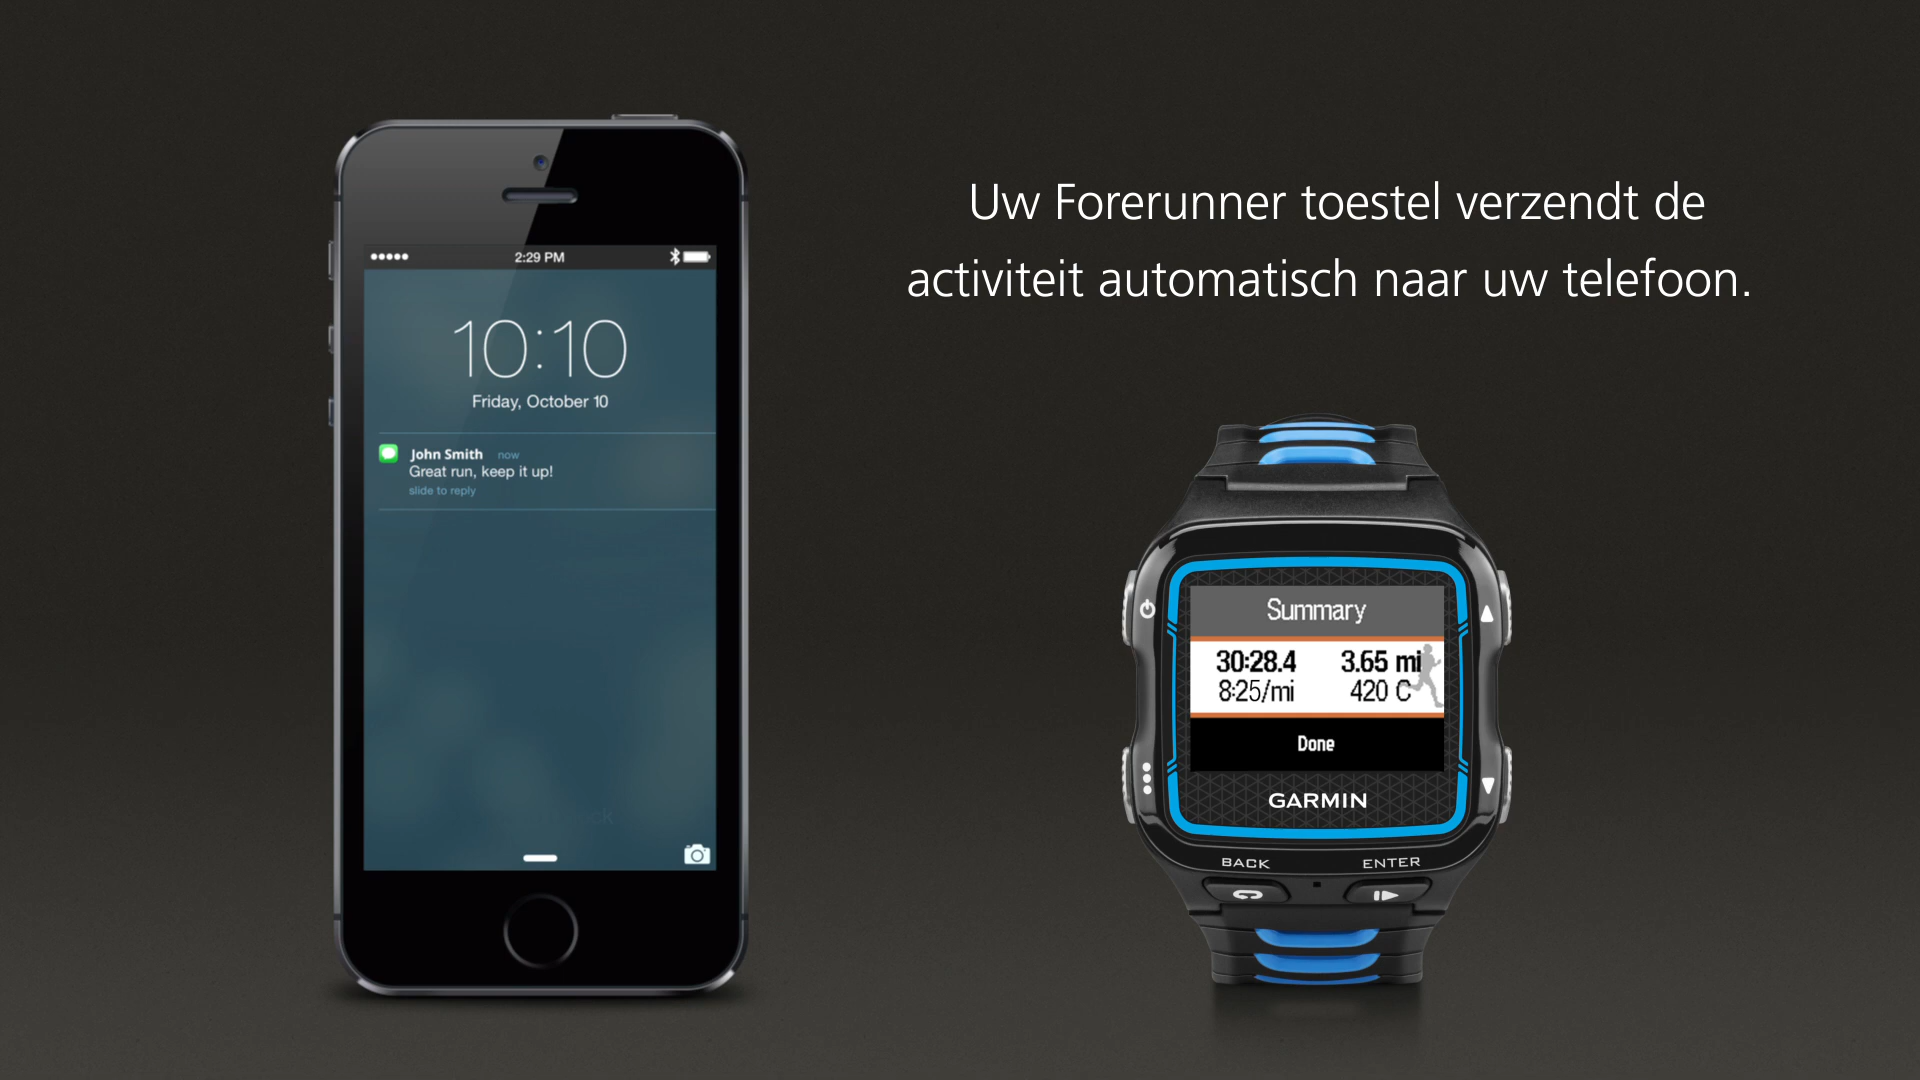 Uw Forerunner toestel verzendt de
activiteit automatisch naar uw telefoon.
2:29 PM
10:10
Friday, October 10
John Smith now
Great run, keep it up!
slide to reply
Summary
30:28.4 3.65 mi
8:25/mi 420 C
Done
GARMIN
BACK ENTER